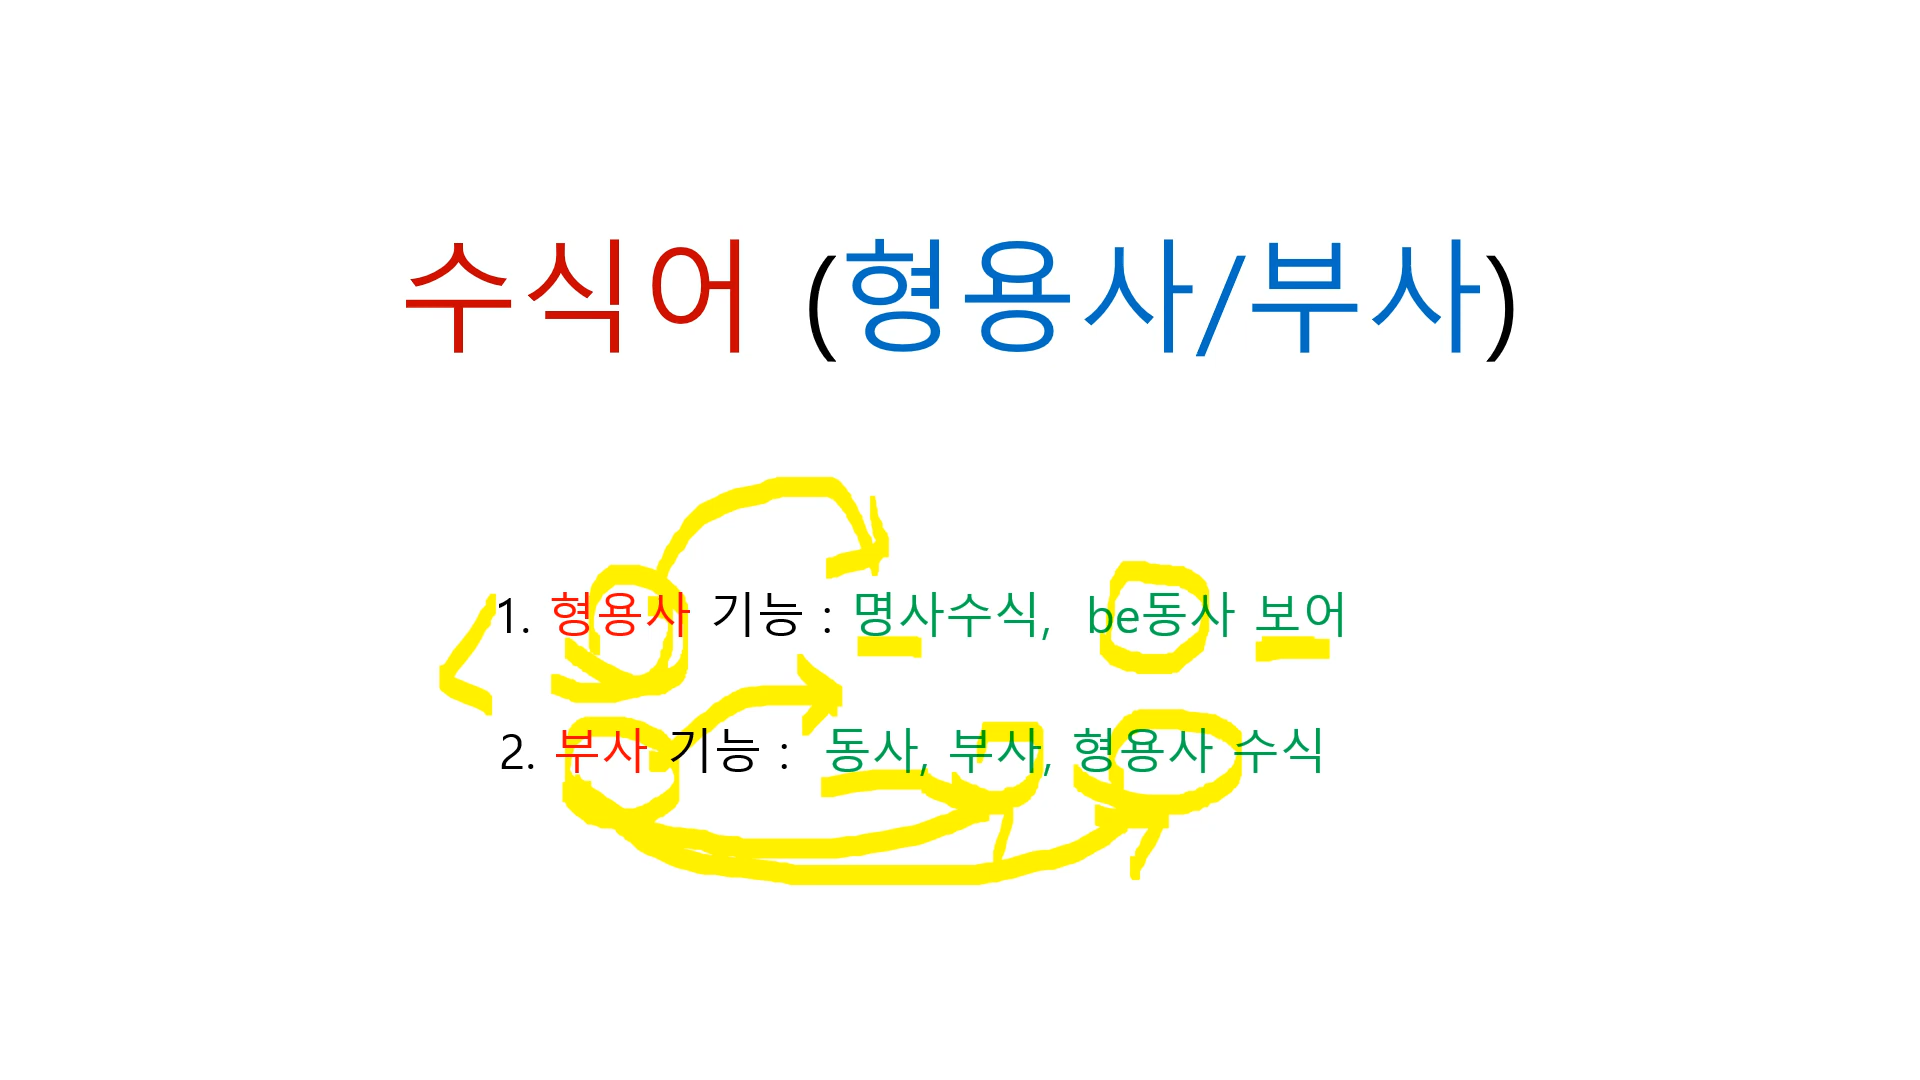 수식어 (형용사/부사)
1. 형용사 기능 : 명사수식, be동사 보어
2. 부사 기능 : 동사, 부사, 형용사 수식